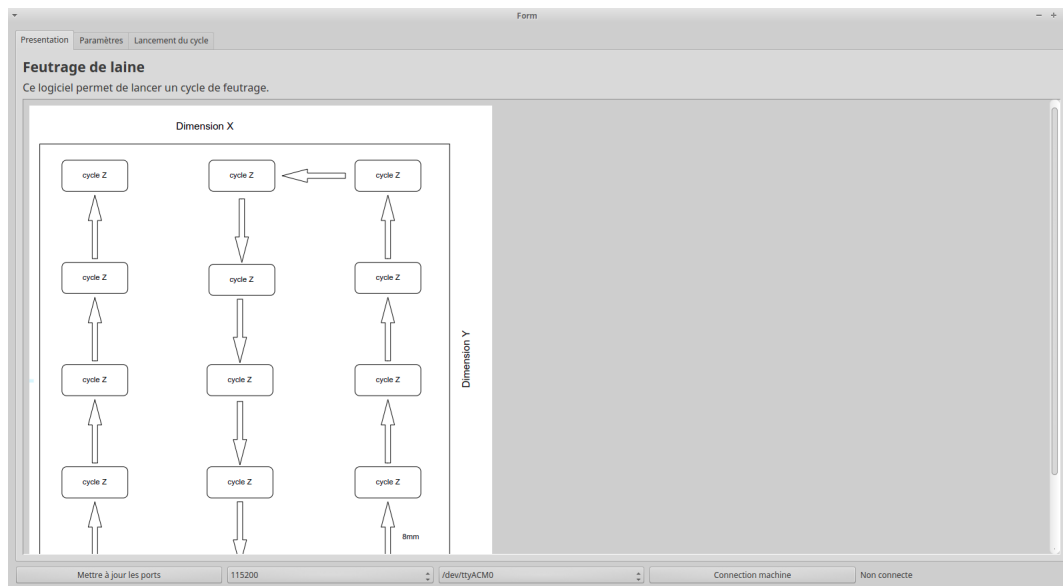 Form
Presentation
Paramètres
Lancement du cycle
Feutrage de laine
Ce logiciel permet de lancer un cycle de feutrage.
Dimension X
cycle Z
cycle Z
cycle Z
cycle Z
cycle Z
cycle Z
Dimension Y
cycle Z
cycle Z
cycle Z
cycle Z
cycle Z
cycle Z
8mm
Mettre à jour les ports
115200
/dev/ttyACM0
Connection machine
Non connecte